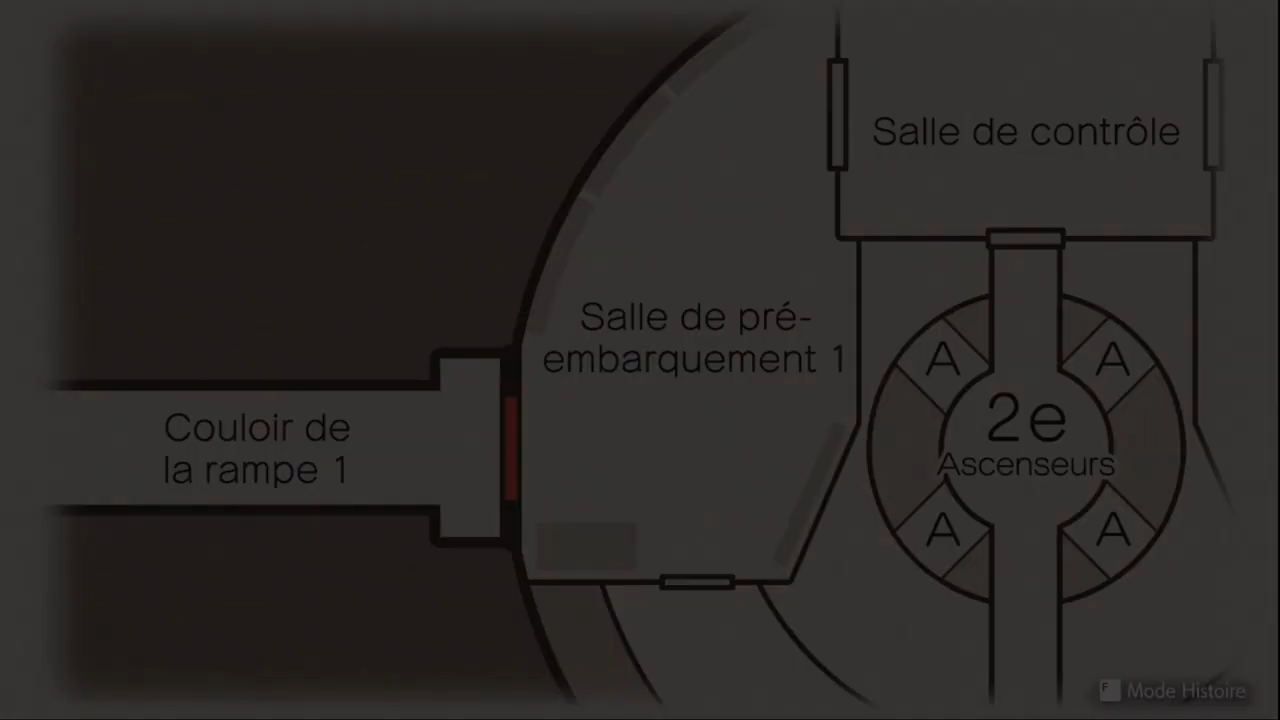 Salle de contrôle
Salle de pré-
embarquement 1
A
A
2e
Ascenseurs
Couloir de
la rampe 1
A
A
F Mode Histoire